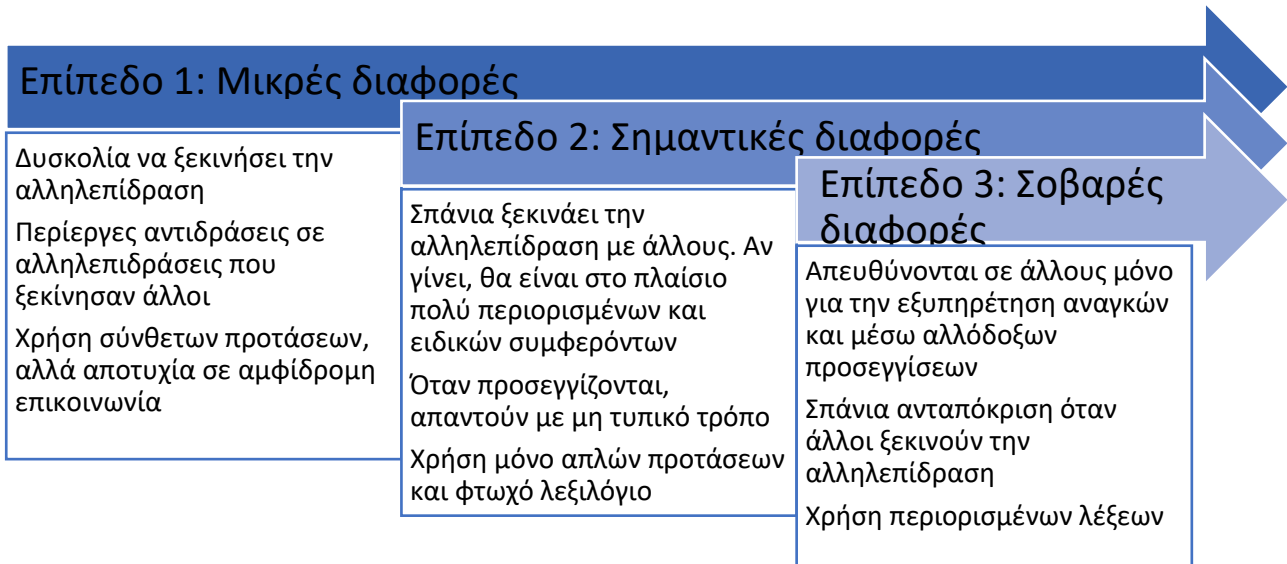 Επίπεδο 1: Μικρές διαφορές
Δυσκολία να ξεκινήσει την
αλληλεπίδραση
Περίεργες αντιδράσεις σε
αλληλεπιδράσεις που
ξεκίνησαν άλλοι
Χρήση σύνθετων προτάσεων,
αλλά αποτυχία σε αμφίδρομη
επικοινωνία
Επίπεδο 2: Σημαντικές διαφορές
Σπάνια ξεκινάει την
αλληλεπίδραση με άλλους. Αν
γίνει, θα είναι στο πλαίσιο
πολύ περιορισμένων και
ειδικών συμφερόντων
Όταν προσεγγίζονται,
απαντούν με μη τυπικό τρόπο
Χρήση μόνο απλών προτάσεων
και φτωχό λεξιλόγιο
Επίπεδο 3: Σοβαρές
διαφορές
Απευθύνονται σε άλλους μόνο
για την εξυπηρέτηση αναγκών
και μέσω αλλόδοξων
προσεγγίσεων
Σπάνια ανταπόκριση όταν
άλλοι ξεκινούν την
αλληλεπίδραση
Χρήση περιορισμένων λέξεων